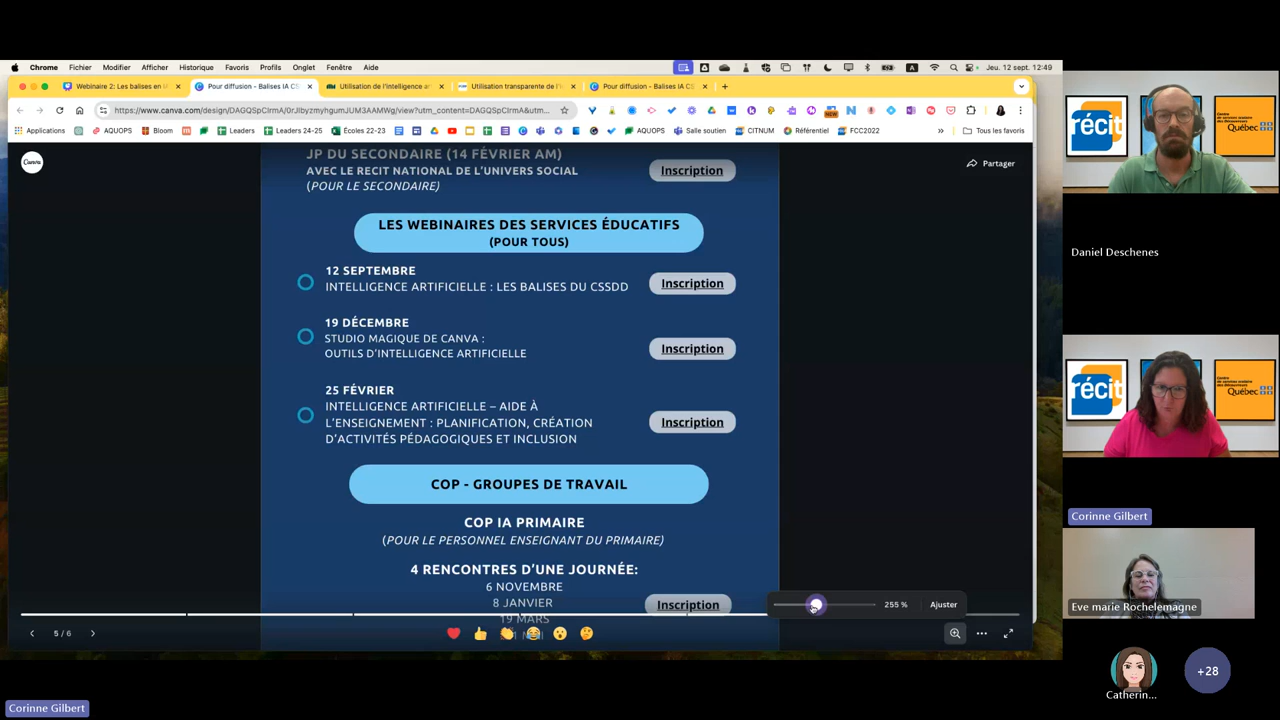 Chrome Fichier Modifier Afficher Historique Favoris Profils Onglet Fenêtre Aide
Jeu. 12 sept. 12:49
Webinaire 2: Les balises en
Pour diffusion - Balises IA CS
Utilisation de l'intelligence ar
Utilisation transparente de l'
Pour diffusion - Balises IA CS
Applications AQUOPS Bloom Leaders Leaders 24-25 Écoles 22-23 AQUOPS Salle soutien CITNUM Référentiel FCC2022 » Tous les favoris
Canva
Partager
JP DU SECONDAIRE (14 FÉVRIER AM)
AVEC LE RECIT NATIONAL DE L'UNIVERS SOCIAL
(POUR LE SECONDAIRE)
Inscription
LES WEBINAIRES DES SERVICES ÉDUCATIFS
(POUR TOUS)
12 SEPTEMBRE
INTELLIGENCE ARTIFICIELLE : LES BALISES DU CSSDD
Inscription
19 DÉCEMBRE
STUDIO MAGIQUE DE CANVA :
OUTILS D'INTELLIGENCE ARTIFICIELLE
Inscription
25 FÉVRIER
INTELLIGENCE ARTIFICIELLE – AIDE À
L'ENSEIGNEMENT : PLANIFICATION, CRÉATION
D'ACTIVITÉS PÉDAGOGIQUES ET INCLUSION
Inscription
COP - GROUPES DE TRAVAIL
COP IA PRIMAIRE
(POUR LE PERSONNEL ENSEIGNANT DU PRIMAIRE)
4 RENCONTRES D'UNE JOURNÉE:
6 NOVEMBRE
8 JANVIER
19 MARS
Inscription
255 %
Ajuster
5 / 6
récit
Québec
Daniel Deschenes
récit
Québec
Corinne Gilbert
Eve marie Rochelemagne
Catherin...
+28
Corinne Gilbert